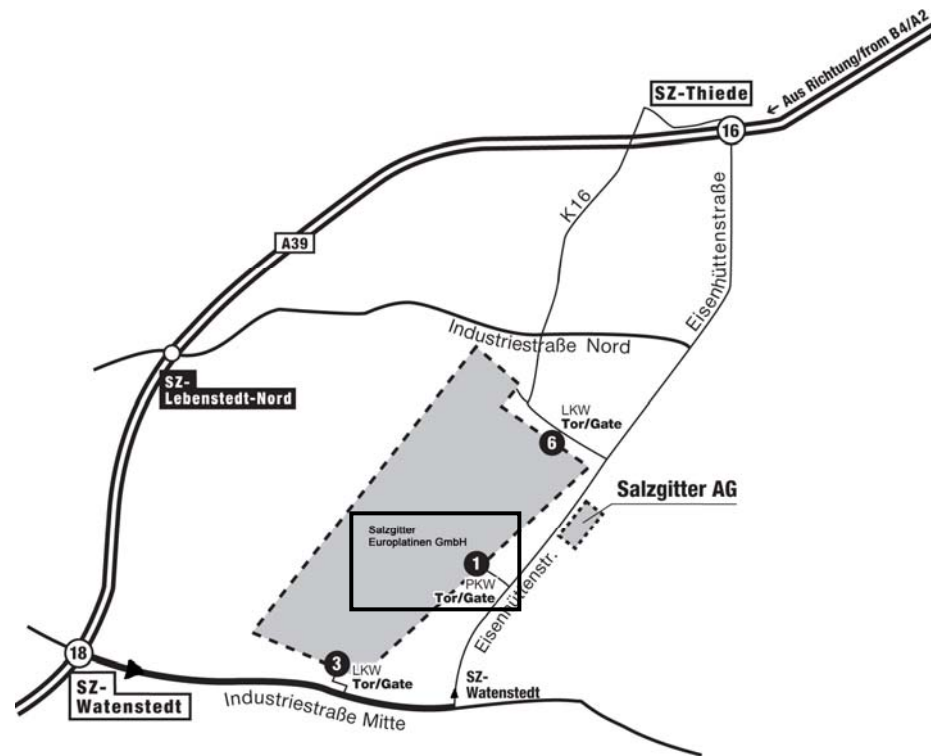 ← Aus Richtung/from B4/A2
SZ-Thiede
16
K16
Eisenhüttenstraße
A39
Industriestraße Nord
SZ-
Lebenstedt-Nord
LKW
Tor/Gate
6
Salzgitter AG
Salzgitter
Europlatinen GmbH
1
PKW
Tor/Gate
Eisenhüttenstr.
18
SZ-
Watenstedt
3
LKW
Tor/Gate
SZ-
Watenstedt
Industriestraße Mitte